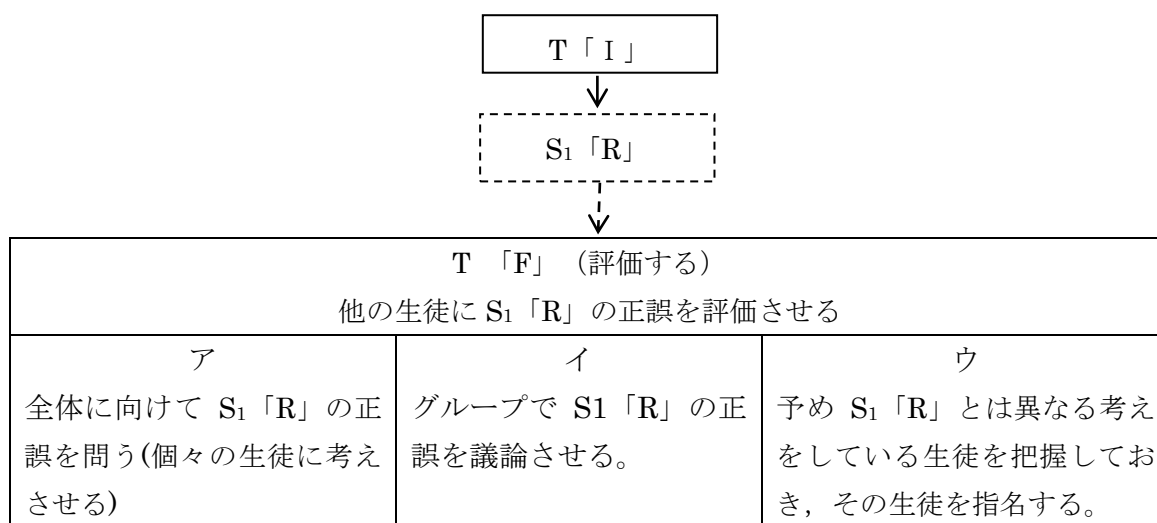 T「Ｉ」
S₁「R」
T 「F」（評価する）
他の生徒に S₁「R」の正誤を評価させる
ア
全体に向けて S₁「R」の正
誤を問う(個々の生徒に考え
させる)
イ
グループで S1「R」の正
誤を議論させる。
ウ
予め S₁「R」とは異なる考え
をしている生徒を把握してお
き，その生徒を指名する。